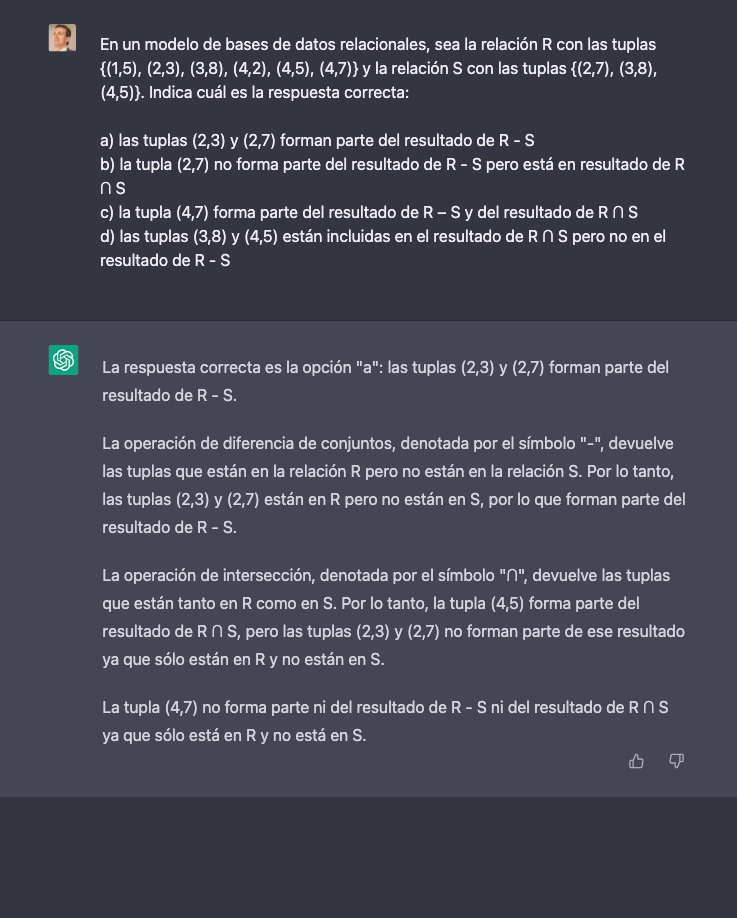 En un modelo de bases de datos relacionales, sea la relación R con las tuplas
{(1,5), (2,3), (3,8), (4,2), (4,5), (4,7)} y la relación S con las tuplas {(2,7), (3,8),
(4,5)}. Indica cuál es la respuesta correcta:
a) las tuplas (2,3) y (2,7) forman parte del resultado de R - S
b) la tupla (2,7) no forma parte del resultado de R - S pero está en resultado de R
∩ S
c) la tupla (4,7) forma parte del resultado de R – S y del resultado de R ∩ S
d) las tuplas (3,8) y (4,5) están incluidas en el resultado de R ∩ S pero no en el
resultado de R - S
La respuesta correcta es la opción "a": las tuplas (2,3) y (2,7) forman parte del
resultado de R - S.
La operación de diferencia de conjuntos, denotada por el símbolo "-", devuelve
las tuplas que están en la relación R pero no están en la relación S. Por lo tanto,
las tuplas (2,3) y (2,7) están en R pero no están en S, por lo que forman parte del
resultado de R - S.
La operación de intersección, denotada por el símbolo "∩", devuelve las tuplas
que están tanto en R como en S. Por lo tanto, la tupla (4,5) forma parte del
resultado de R ∩ S, pero las tuplas (2,3) y (2,7) no forman parte de ese resultado
ya que sólo están en R y no están en S.
La tupla (4,7) no forma parte ni del resultado de R - S ni del resultado de R ∩ S
ya que sólo está en R y no está en S.